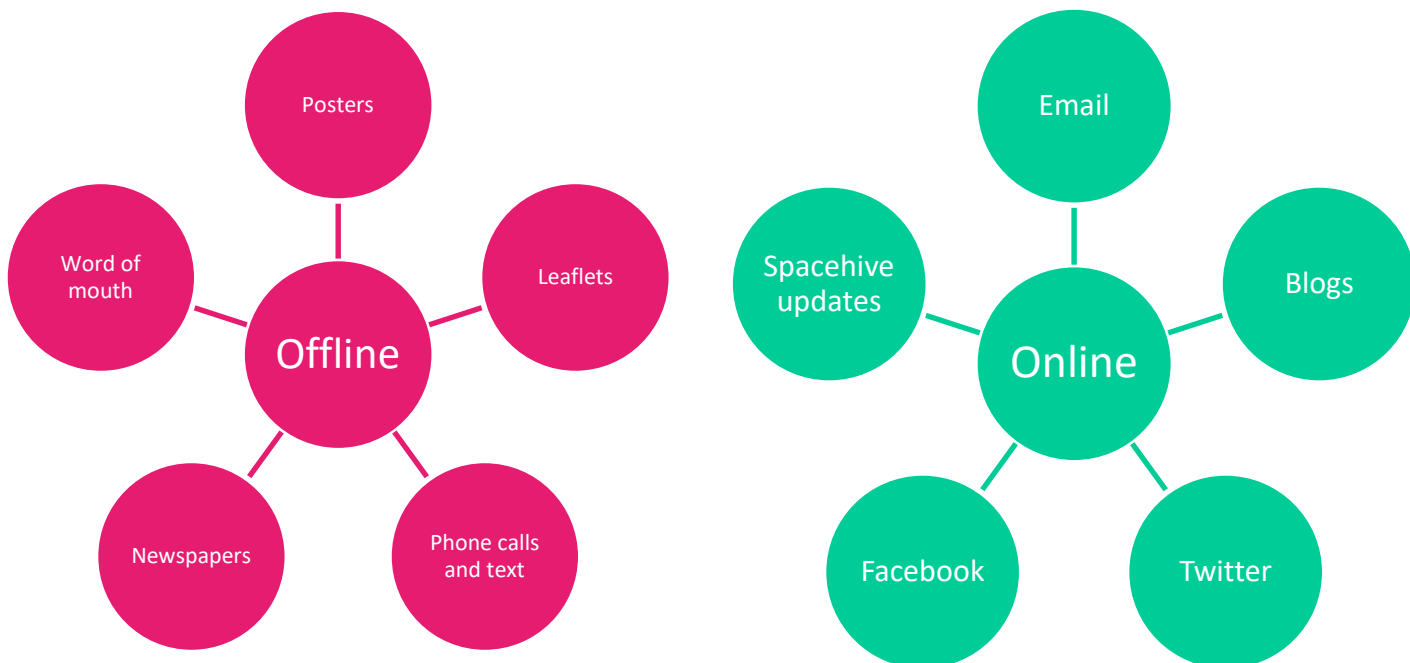 Posters
Word of
mouth
Leaflets
Offline
Newspapers
Phone calls
and text
Email
Spacehive
updates
Blogs
Online
Facebook
Twitter